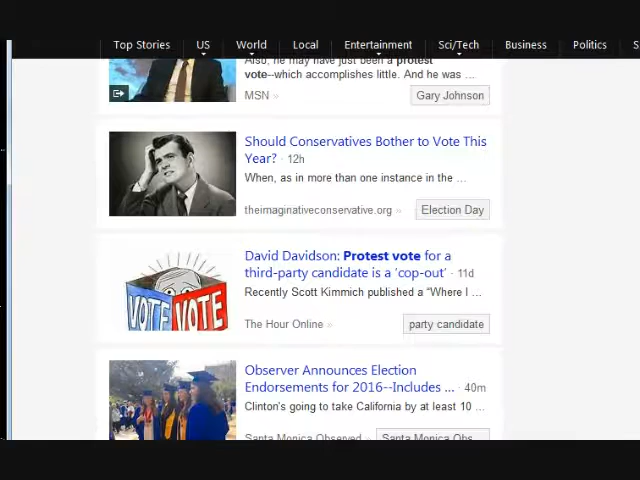 Top Stories US World Local Entertainment Sci/Tech Business Politics S
Also, he may have just been a protest
vote--which accomplishes little. And he was ...
MSN »
Gary Johnson
Should Conservatives Bother to Vote This
Year? · 12h
When, as in more than one instance in the ...
theimaginativeconservative.org »
Election Day
David Davidson: Protest vote for a
third-party candidate is a 'cop-out' · 11d
Recently Scott Kimmich published a “Where I ...
The Hour Online »
party candidate
VOTE VOTE
Observer Announces Election
Endorsements for 2016--Includes ... · 40m
Clinton's going to take California by at least 10 ...
Santa Monica Observed »
Santa Monica Obs...